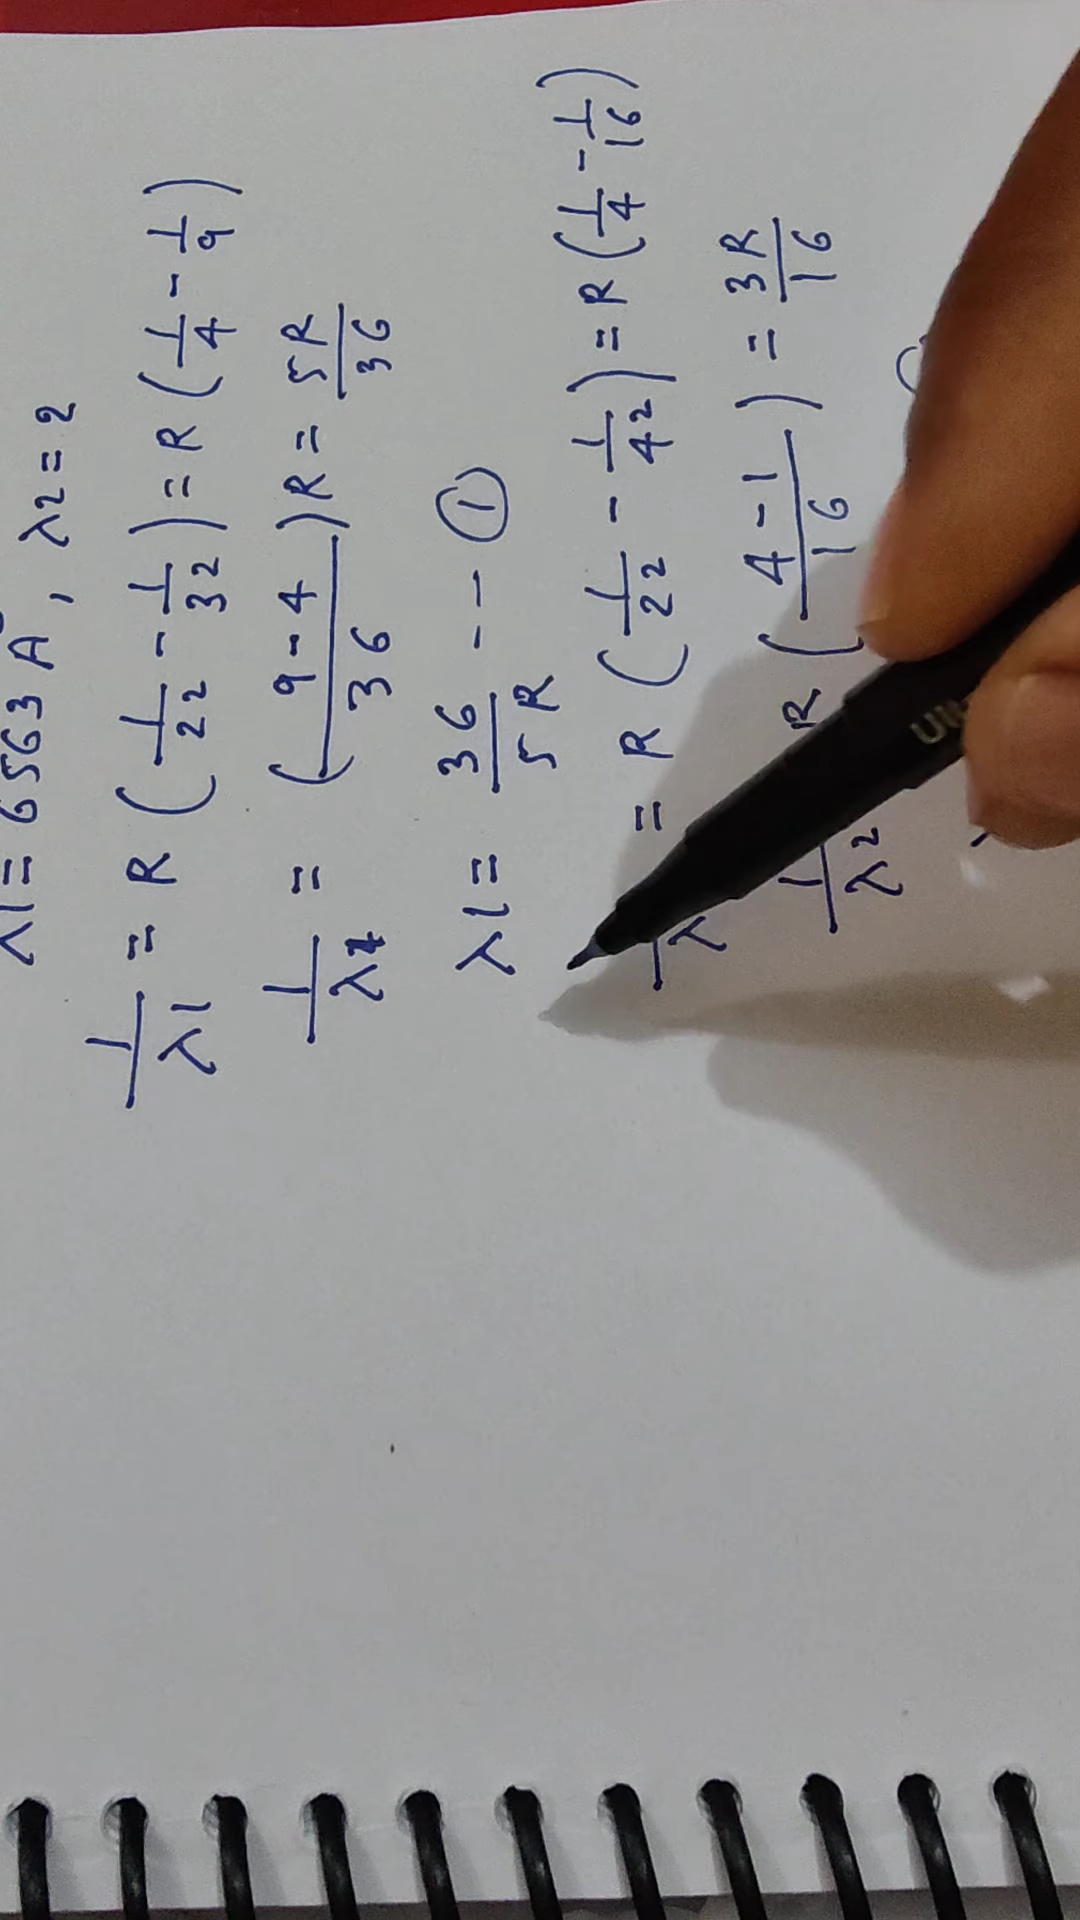 λ1 = 6563 A°, λ2 = 2
1/λ1 = R (1/2² - 1/3²) = R (1/4 - 1/9)
1/λ1 = (9-4/36) R = 5R/36
λ1 = 36/5R --- ①
1/λ = R (1/2² - 1/4²) = R (1/4 - 1/16)
1/λ2 R (4-1/16) = 3R/16
uni